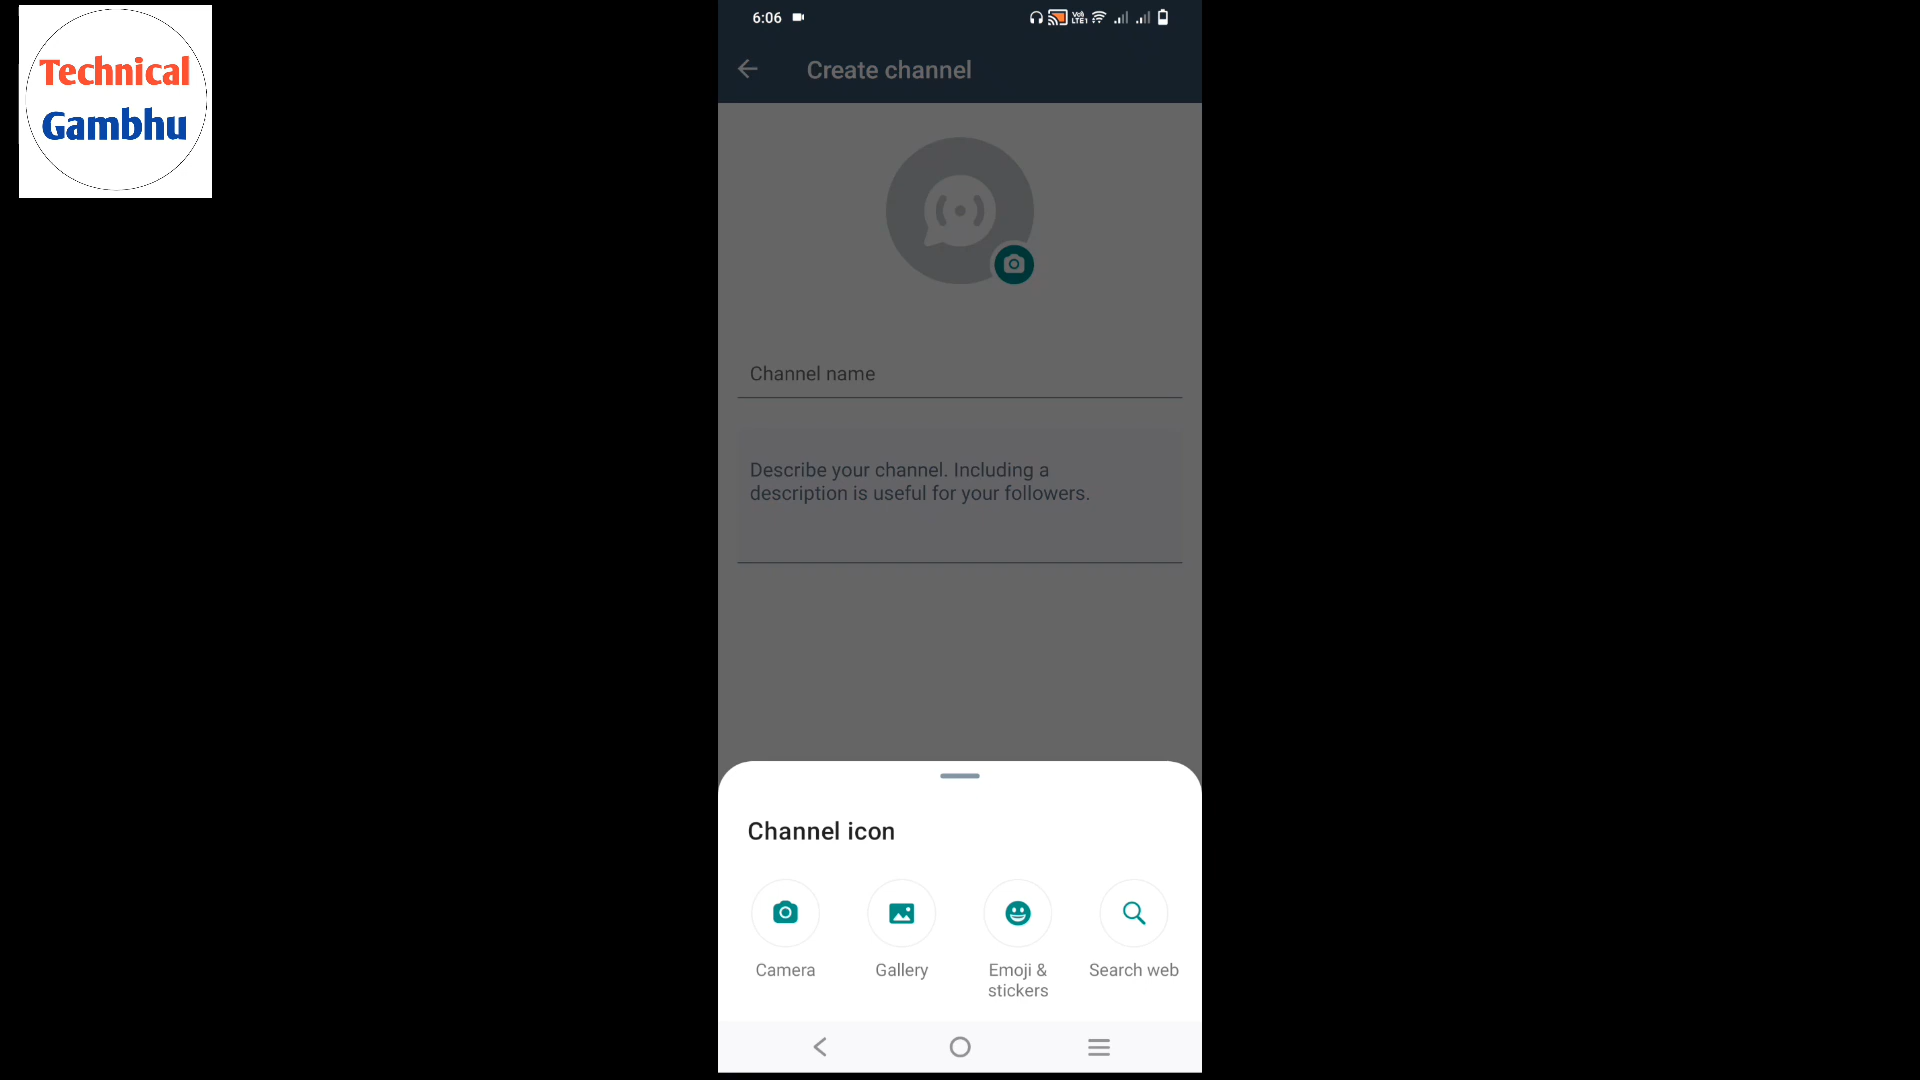 Technical
Gambhu
6:06
Create channel
Channel name
Describe your channel. Including a
description is useful for your followers.
Channel icon
Camera
Gallery
Emoji &
stickers
Search web